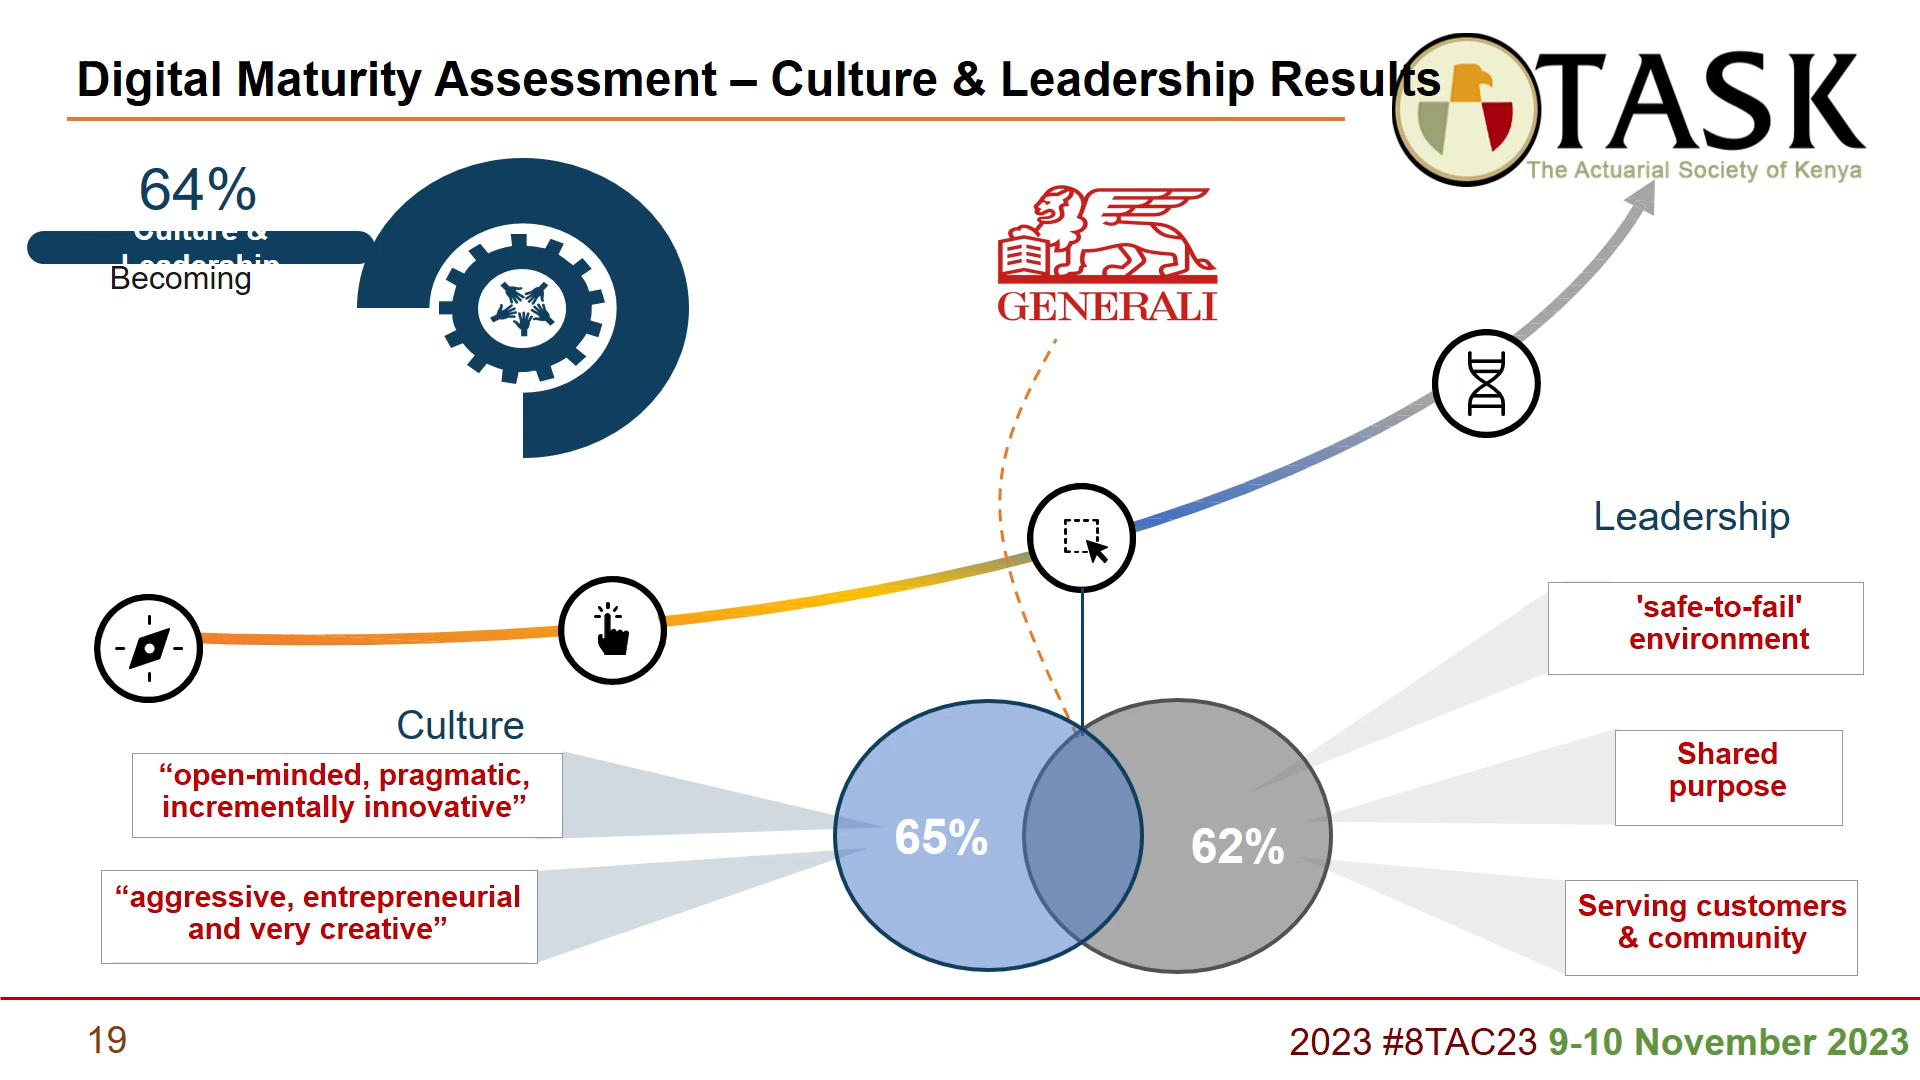 Digital Maturity Assessment – Culture & Leadership Results
TASK
The Actuarial Society of Kenya
64%
Culture &
Leadership
Becoming
GENERALI
Leadership
'safe-to-fail'
environment
Shared
purpose
Serving customers
& community
Culture
“open-minded, pragmatic,
incrementally innovative”
“aggressive, entrepreneurial
and very creative”
65%
62%
19
2023 #8TAC23 9-10 November 2023